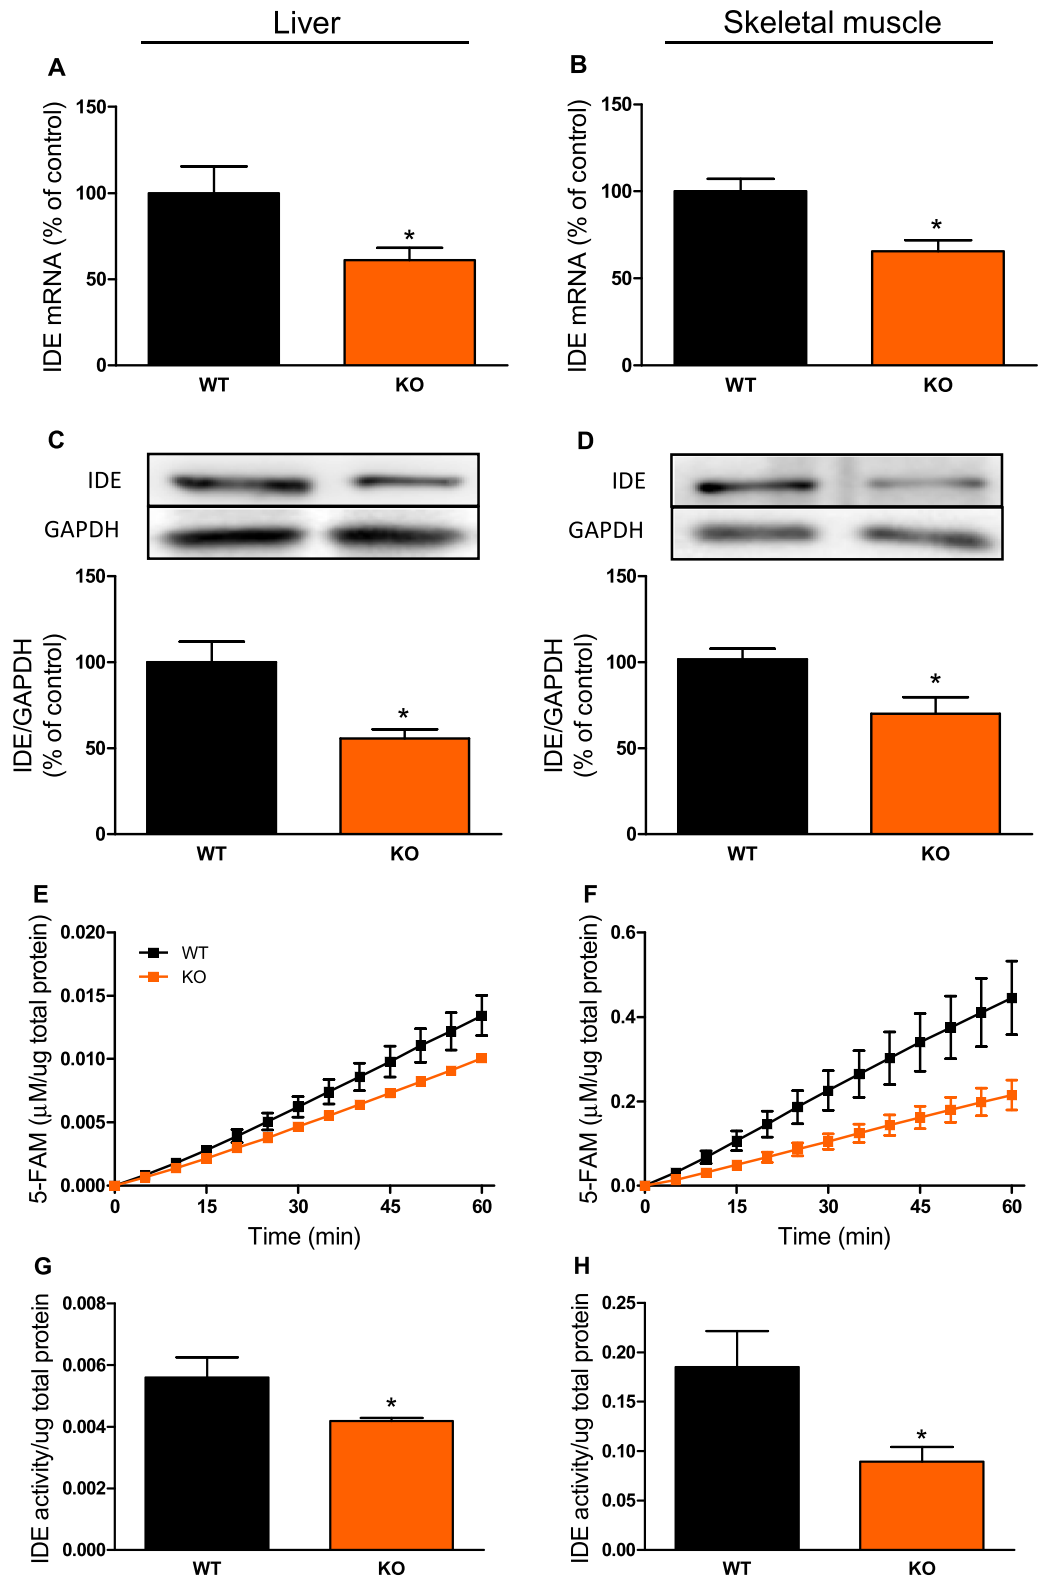 Liver
Skeletal muscle
A
IDE mRNA (% of control)
150
100
50
0
WT
KO
*
B
IDE mRNA (% of control)
150
100
50
0
WT
KO
*
C
IDE
GAPDH
IDE/GAPDH
(% of control)
150
100
50
0
WT
KO
*
D
IDE
GAPDH
IDE/GAPDH
(% of control)
150
100
50
0
WT
KO
*
E
5-FAM (μM/ug total protein)
0.020
0.015
0.010
0.005
0.000
WT
KO
0
15
30
45
60
Time (min)
F
5-FAM (μM/ug total protein)
0.6
0.4
0.2
0.0
0
15
30
45
60
Time (min)
G
IDE activity/ug total protein
0.008
0.006
0.004
0.002
0.000
WT
KO
*
H
IDE activity/ug total protein
0.25
0.20
0.15
0.10
0.05
0.00
WT
KO
*